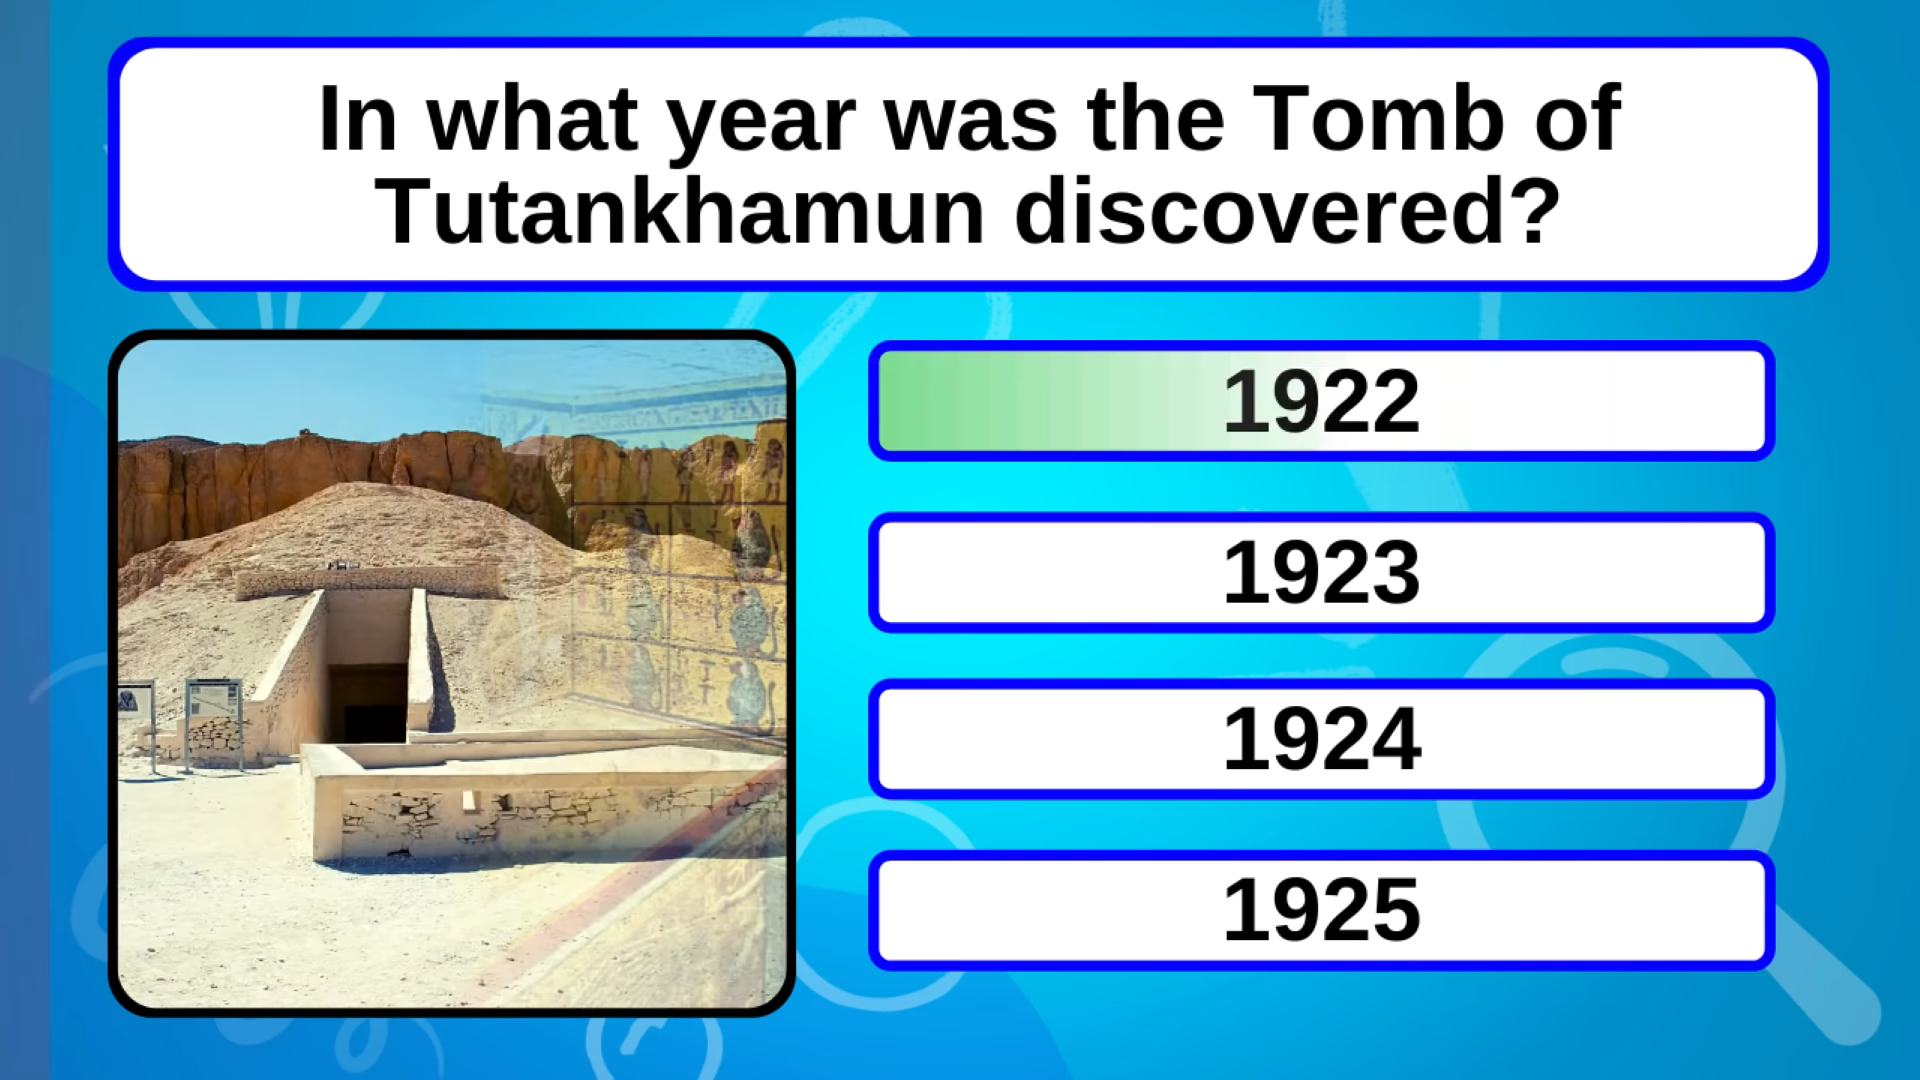 In what year was the Tomb of
Tutankhamun discovered?
1922
1923
1924
1925